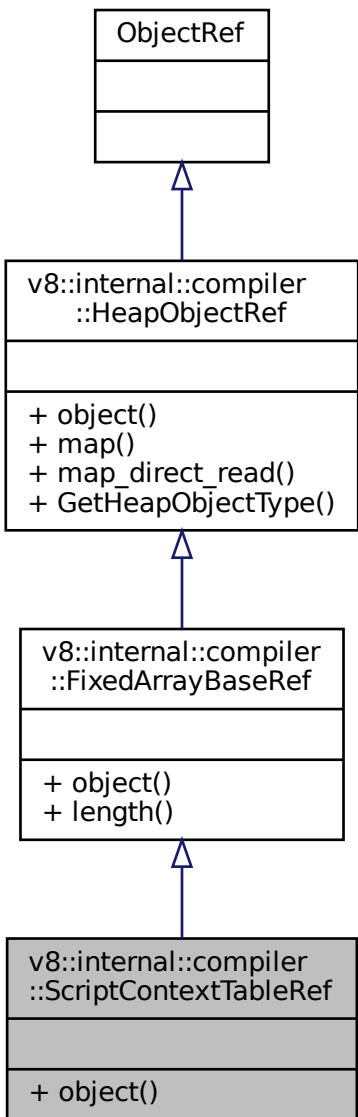 ObjectRef
v8::internal::compiler
::HeapObjectRef
+ object()
+ map()
+ map_direct_read()
+ GetHeapObjectType()
v8::internal::compiler
::FixedArrayBaseRef
+ object()
+ length()
v8::internal::compiler
::ScriptContextTableRef
+ object()